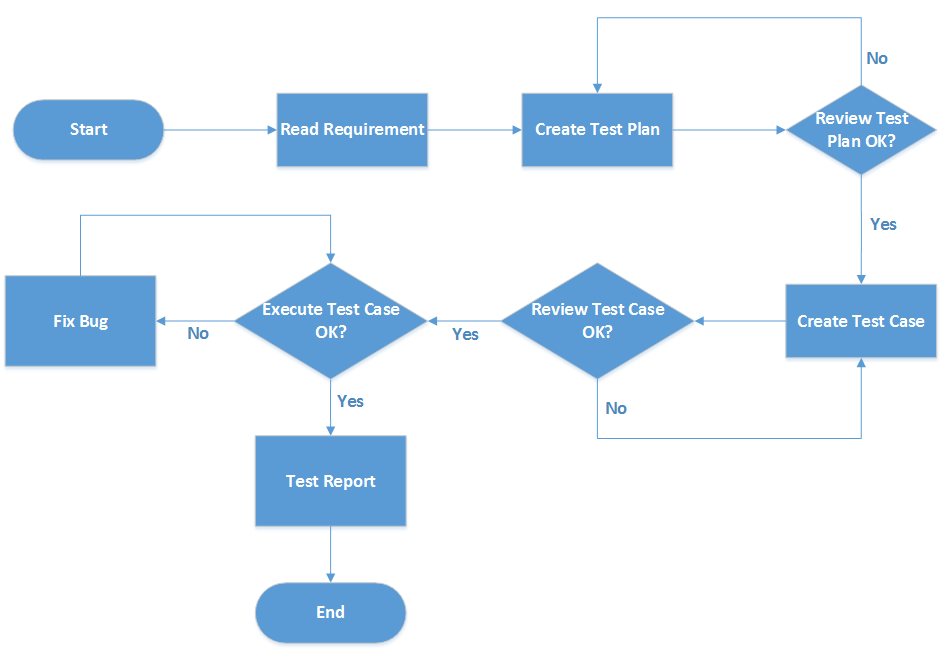 Start
Read Requirement
Create Test Plan
Review Test
Plan OK?
No
Yes
Create Test Case
Review Test Case
OK?
No
Yes
Execute Test Case
OK?
No
Fix Bug
Yes
Test Report
End